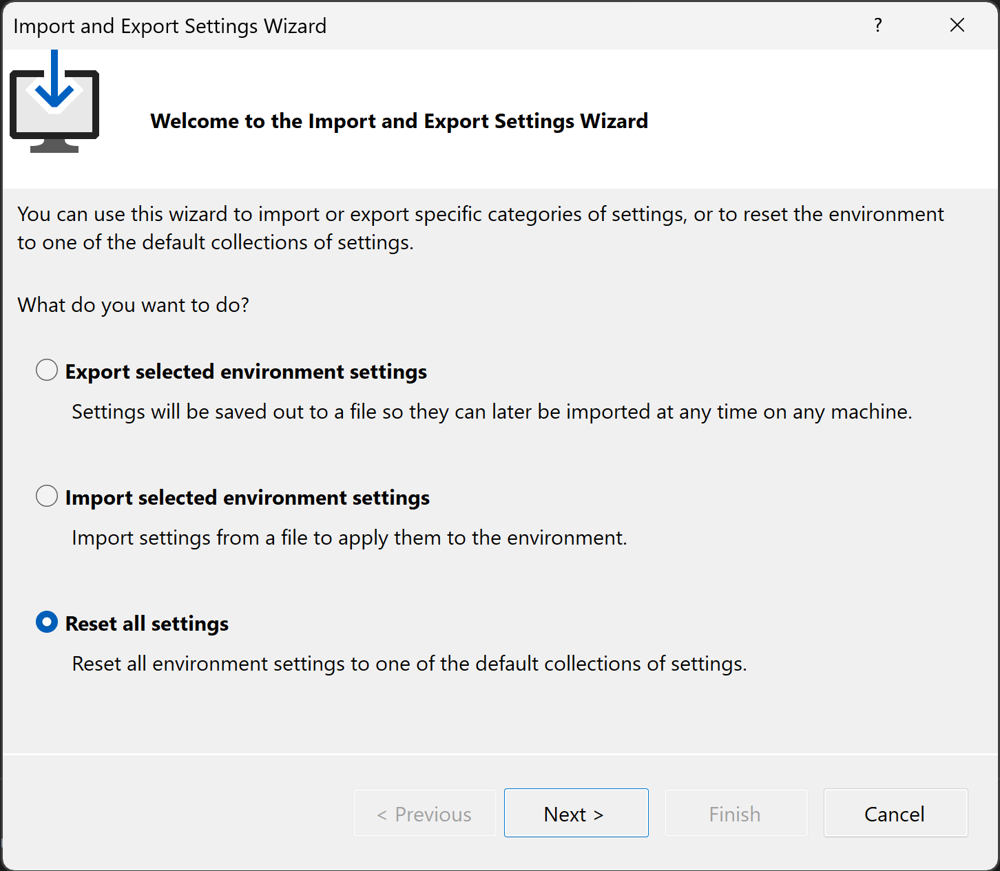 Import and Export Settings Wizard
?
Welcome to the Import and Export Settings Wizard
You can use this wizard to import or export specific categories of settings, or to reset the environment
to one of the default collections of settings.
What do you want to do?
Export selected environment settings
Settings will be saved out to a file so they can later be imported at any time on any machine.
Import selected environment settings
Import settings from a file to apply them to the environment.
Reset all settings
Reset all environment settings to one of the default collections of settings.
< Previous Next > Finish Cancel